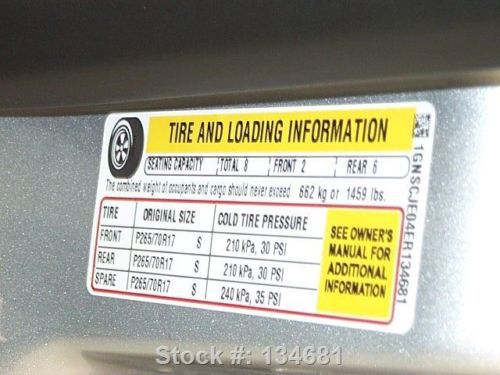 TIRE AND LOADING INFORMATION
SEATING CAPACITY TOTAL 8 FRONT 2 REAR 6
The combined weight of occupants and cargo should never exceed 662 kg or 1459 lbs.
TIRE ORIGINAL SIZE COLD TIRE PRESSURE
FRONT P265/70R17 S 210 kPa, 30 PSI
REAR P265/70R17 S 210 kPa, 30 PSI
SPARE P265/70R17 S 240 kPa, 35 PSI
SEE OWNER'S
MANUAL FOR
ADDITIONAL
INFORMATION
1GNSCJE04ER134681
Stock #: 134681